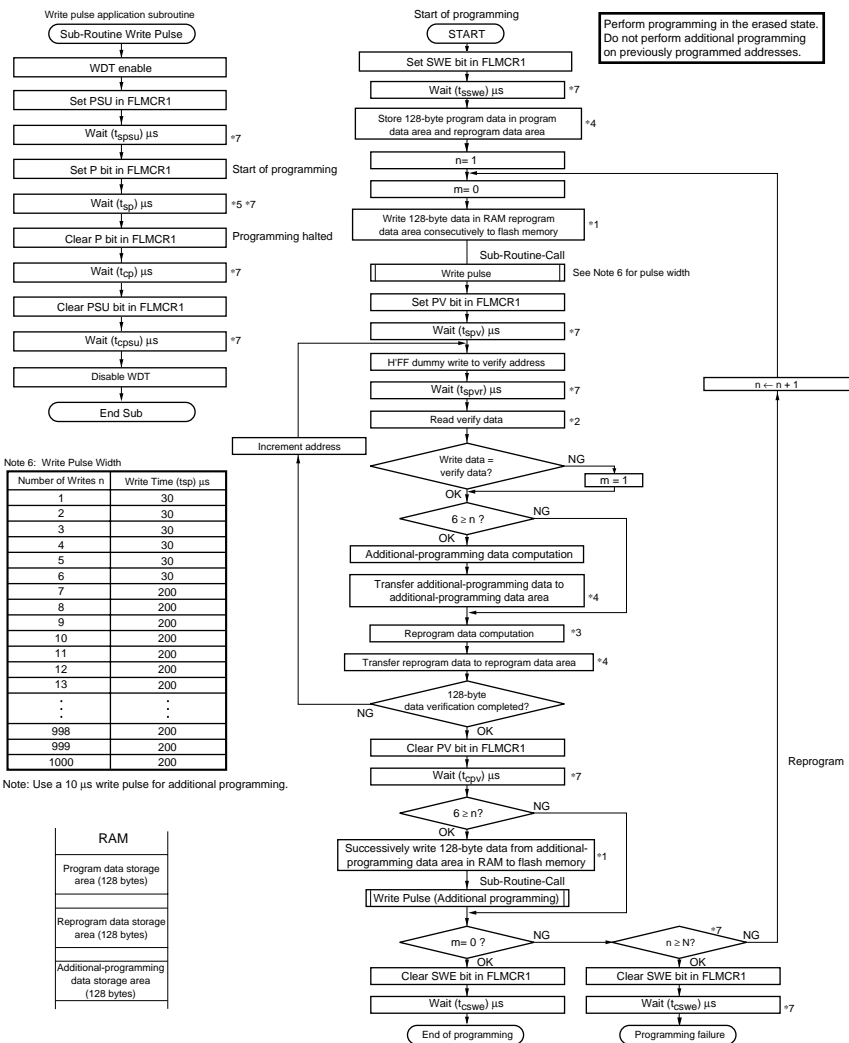 Write pulse application subroutine
Sub-Routine Write Pulse
WDT enable
Set PSU in FLMCR1
Wait (tspsu) µs
*7
Set P bit in FLMCR1
Start of programming
Wait (tsp) µs
*5 *7
Clear P bit in FLMCR1
Programming halted
Wait (tcp) µs
*7
Clear PSU bit in FLMCR1
Wait (tcpsu) µs
*7
Disable WDT
End Sub
Note 6: Write Pulse Width
Number of Writes n Write Time (tsp) µs
1 30
2 30
3 30
4 30
5 30
6 30
7 200
8 200
9 200
10 200
11 200
12 200
13 200
. .
. .
. .
998 200
999 200
1000 200
Note: Use a 10 µs write pulse for additional programming.
RAM
Program data storage
area (128 bytes)
Reprogram data storage
area (128 bytes)
Additional-programming
data storage area
(128 bytes)
Start of programming
START
Perform programming in the erased state.
Do not perform additional programming
on previously programmed addresses.
Set SWE bit in FLMCR1
Wait (tsswe) µs
*7
Store 128-byte program data in program
data area and reprogram data area
*4
n= 1
m= 0
Write 128-byte data in RAM reprogram
data area consecutively to flash memory
*1
Sub-Routine-Call
Write pulse
See Note 6 for pulse width
Set PV bit in FLMCR1
Wait (tspv) µs
*7
H'FF dummy write to verify address
Wait (tspvr) µs
*7
Read verify data
*2
Increment address
n ← n + 1
Write data =
verify data?
NG
m = 1
OK
6 ≥ n ?
NG
OK
Additional-programming data computation
Transfer additional-programming data to
additional-programming data area
*4
Reprogram data computation
*3
Transfer reprogram data to reprogram data area
*4
128-byte
data verification completed?
NG
OK
Clear PV bit in FLMCR1
Reprogram
Wait (tcpv) µs
*7
6 ≥ n?
NG
OK
Successively write 128-byte data from additional-
programming data area in RAM to flash memory
*1
Sub-Routine-Call
Write Pulse (Additional programming)
m= 0 ?
NG
n ≥ N?
*7
NG
OK
OK
Clear SWE bit in FLMCR1
Clear SWE bit in FLMCR1
Wait (tcswe) µs
Wait (tcswe) µs
*7
End of programming
Programming failure